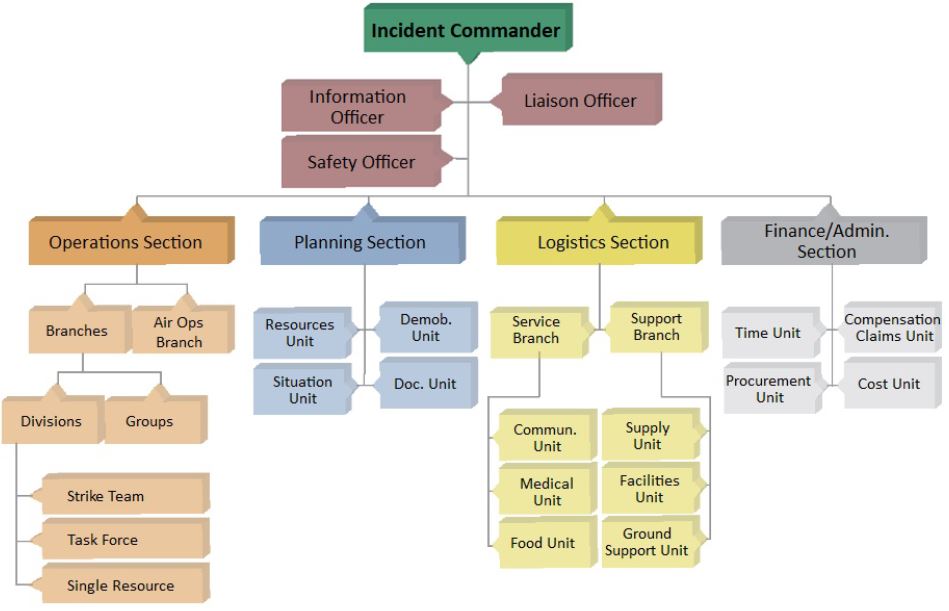 Incident Commander
Information
Officer
Liaison Officer
Safety Officer
Operations Section
Planning Section
Logistics Section
Finance/Admin.
Section
Branches
Air Ops
Branch
Divisions
Groups
Strike Team
Task Force
Single Resource
Resources
Unit
Demob.
Unit
Situation
Unit
Doc. Unit
Service
Branch
Support
Branch
Commun.
Unit
Supply
Unit
Medical
Unit
Facilities
Unit
Food Unit
Ground
Support Unit
Time Unit
Compensation
Claims Unit
Procurement
Unit
Cost Unit